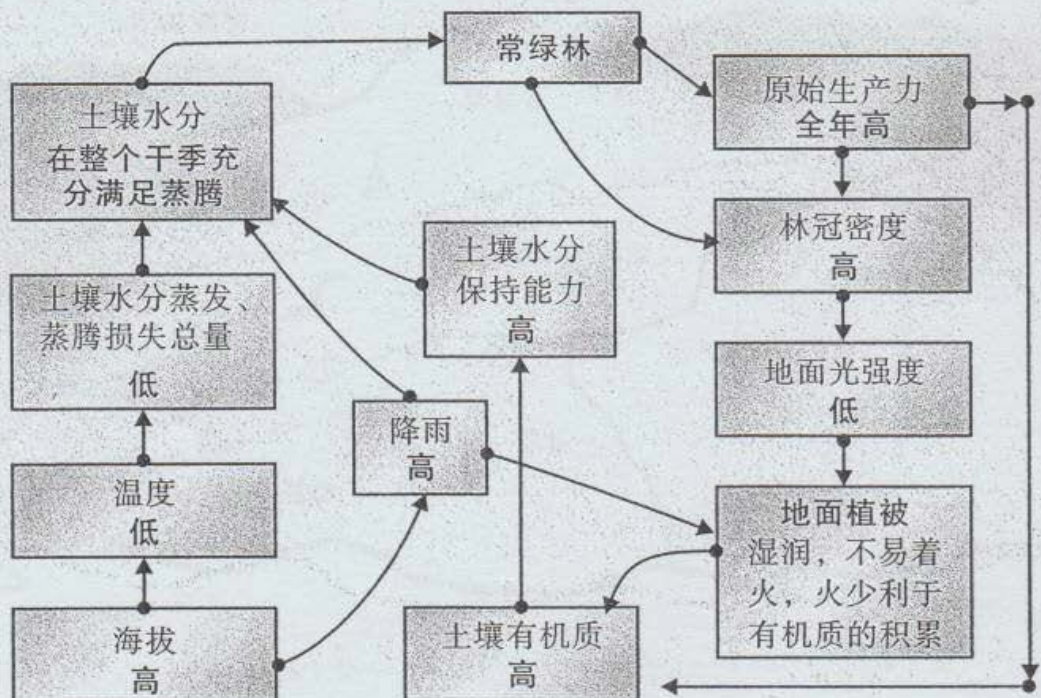 常绿林
原始生产力
全年高
土壤水分
在整个干季充
分满足蒸腾
林冠密度
高
土壤水分
保持能力
高
土壤水分蒸发、
蒸腾损失总量
低
地面光强度
低
降雨
高
温度
低
地面植被
湿润，不易着
火，火少利于
有机质的积累
海拔
高
土壤有机质
高